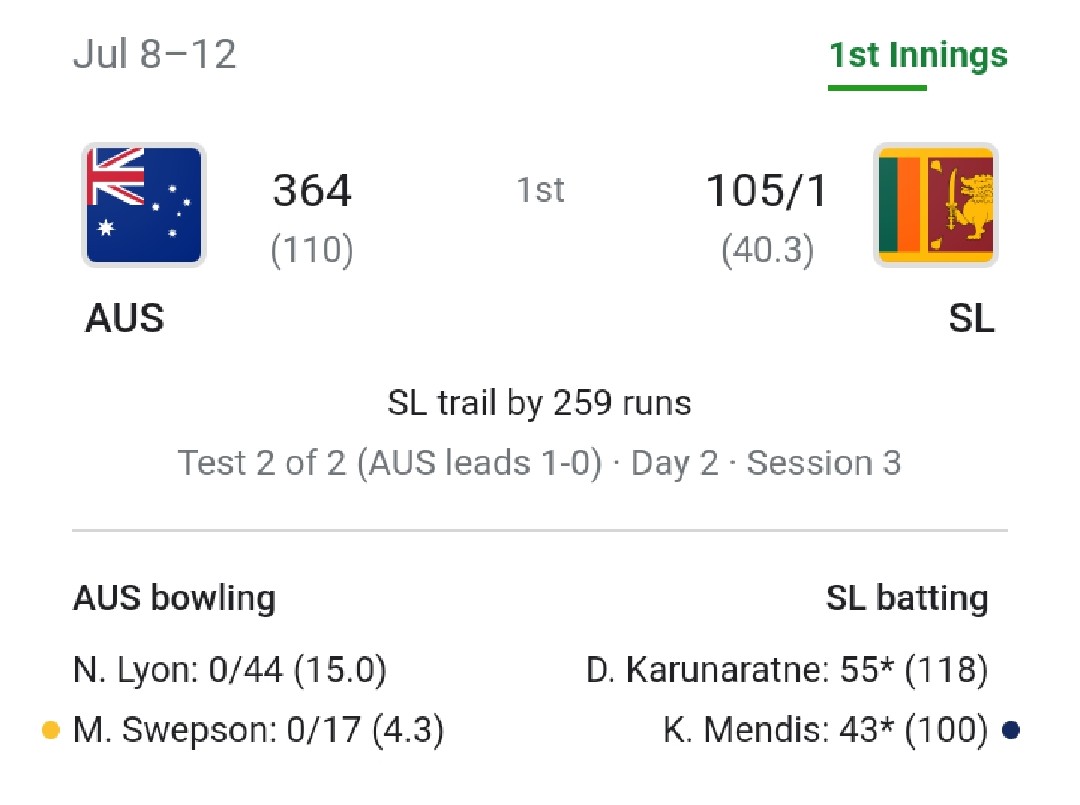 Jul 8–12
1st Innings
364
1st
105/1
(110)
(40.3)
AUS
SL
SL trail by 259 runs
Test 2 of 2 (AUS leads 1-0) · Day 2 · Session 3
AUS bowling
SL batting
N. Lyon: 0/44 (15.0)
D. Karunaratne: 55* (118)
M. Swepson: 0/17 (4.3)
K. Mendis: 43* (100)